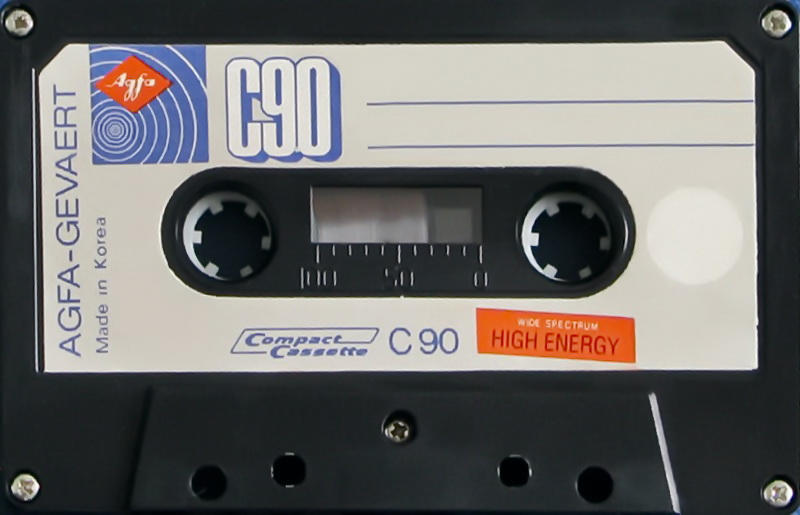 Agfa
C90
AGFA-GEVAERT
Made in Korea
100 50 0
Compact
Cassette
C 90
WIDE SPECTRUM
HIGH ENERGY